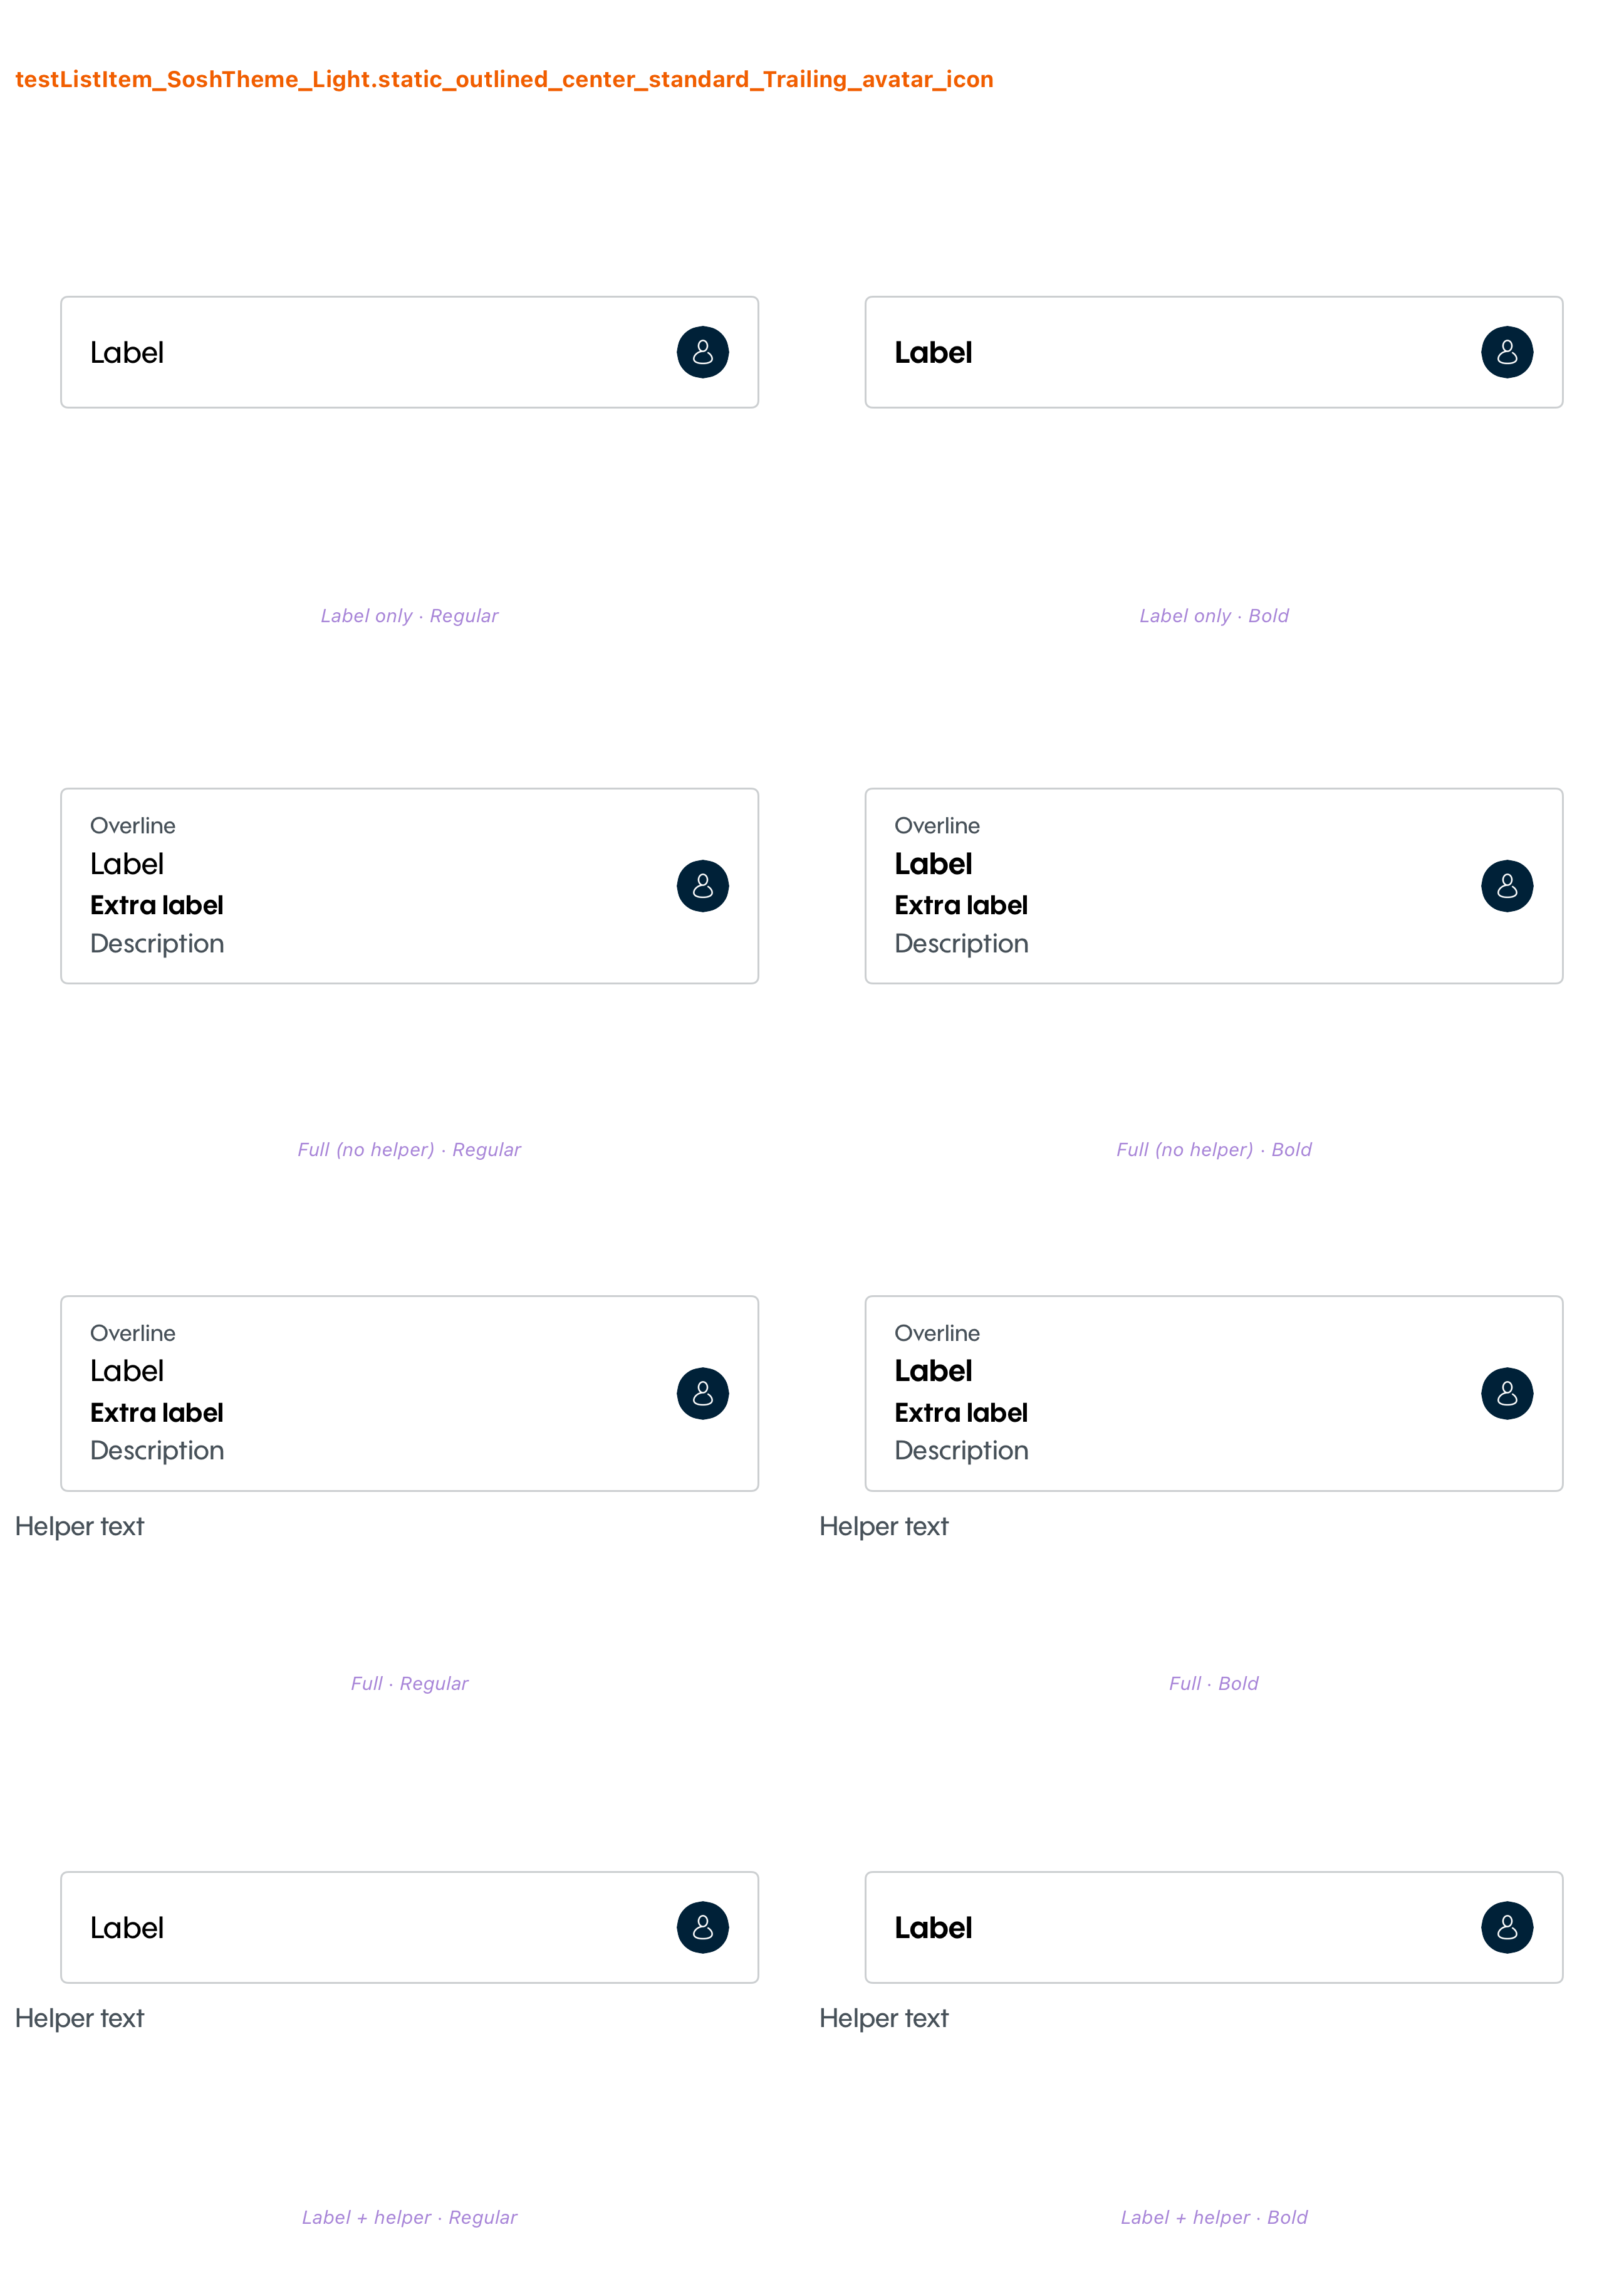 testListItem_SoshTheme_Light.static_outlined_center_standard_Trailing_avatar_icon
Label
Label
Label only · Regular
Label only · Bold
Overline
Label
Extra label
Description
Overline
Label
Extra label
Description
Full (no helper) · Regular
Full (no helper) · Bold
Overline
Label
Extra label
Description
Helper text
Overline
Label
Extra label
Description
Helper text
Full · Regular
Full · Bold
Label
Helper text
Label
Helper text
Label + helper · Regular
Label + helper · Bold